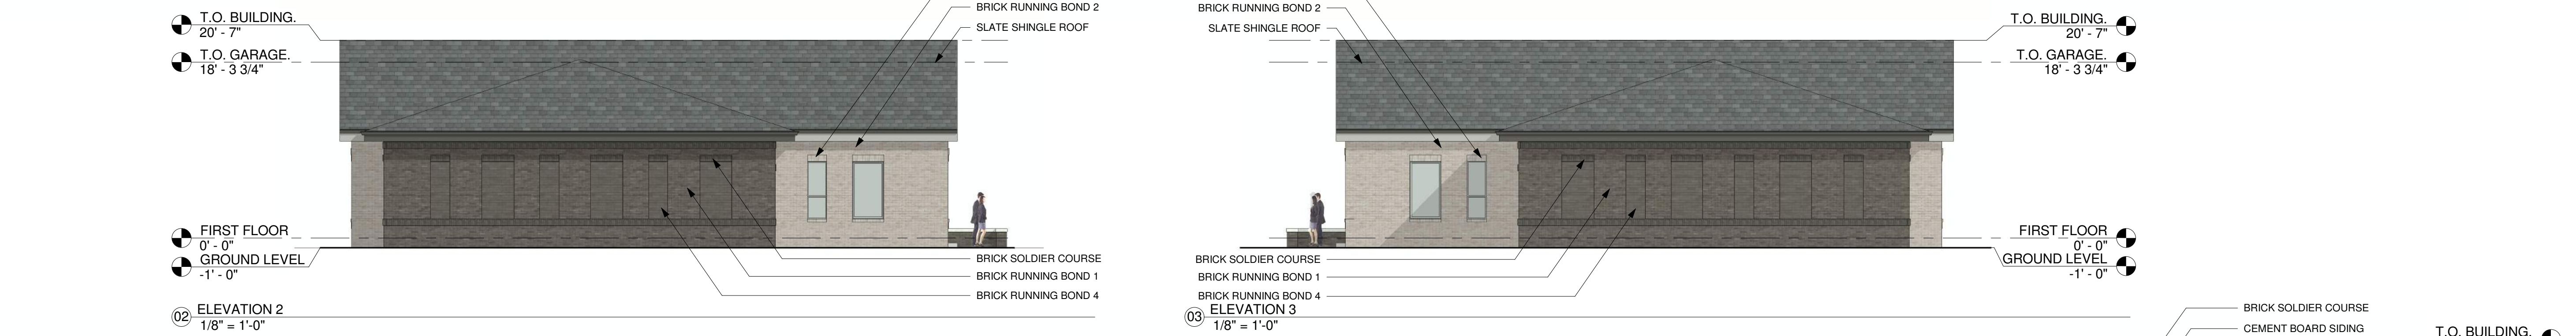 T.O. BUILDING.
20' - 7"
T.O. GARAGE.
18' - 3 3/4"
FIRST FLOOR
0' - 0"
GROUND LEVEL
-1' - 0"
BRICK RUNNING BOND 2
SLATE SHINGLE ROOF
BRICK SOLDIER COURSE
BRICK RUNNING BOND 1
BRICK RUNNING BOND 4
02
ELEVATION 2
1/8" = 1'-0"
BRICK RUNNING BOND 2
SLATE SHINGLE ROOF
BRICK SOLDIER COURSE
BRICK RUNNING BOND 1
BRICK RUNNING BOND 4
T.O. BUILDING.
20' - 7"
T.O. GARAGE.
18' - 3 3/4"
FIRST FLOOR
0' - 0"
GROUND LEVEL
-1' - 0"
03
ELEVATION 3
1/8" = 1'-0"
BRICK SOLDIER COURSE
CEMENT BOARD SIDING
T.O. BUILDING.